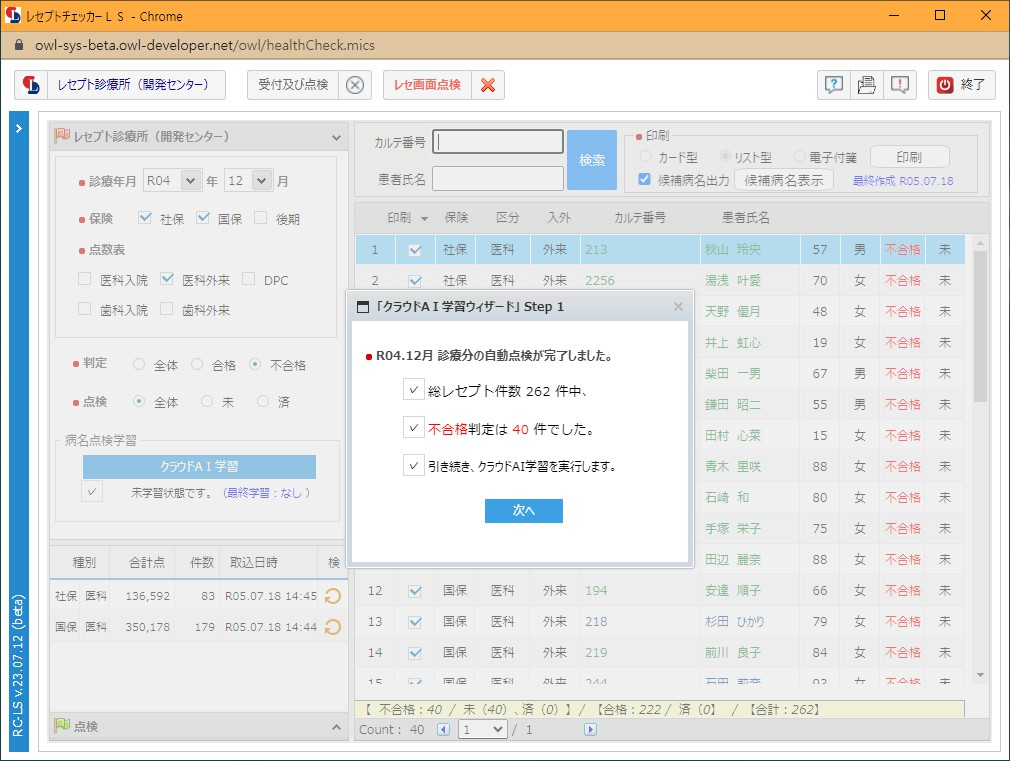 レセプトチェッカーＬＳ - Chrome
owl-sys-beta.owl-developer.net/owl/healthCheck.mics
レセプト診療所（開発センター） 受付及び点検 レセ画面点検 終了
レセプト診療所（開発センター）
診療年月 R04 年 12 月
保険 社保 国保 後期
点数表
医科入院 医科外来 DPC
歯科入院 歯科外来
判定 全体 合格 不合格
点検 全体 未 済
病名点検学習
クラウドAＩ学習
未学習状態です。（最終学習：なし）
種別 合計点 件数 取込日時 検
社保 医科 136,592 83 R05.07.18 14:45
国保 医科 350,178 179 R05.07.18 14:44
点検
RC-LS v.23.07.12 (beta)
カルテ番号 検索
患者氏名
印刷
カード型 リスト型 電子付箋 印刷
候補病名出力 候補病名表示 最終作成 R05.07.18
印刷 保険 区分 入外 カルテ番号 患者氏名
1 社保 医科 外来 213 秋山 玲央 57 男 不合格 未
2 社保 医科 外来 2256 湯浅 叶愛 70 女 不合格 未
天野 優月 48 女 不合格 未
井上 虹心 19 女 不合格 未
柴田 一男 67 男 不合格 未
鎌田 昭二 55 男 不合格 未
田村 心菜 15 女 不合格 未
青木 里咲 88 女 不合格 未
石崎 和 80 女 不合格 未
手塚 栄子 75 女 不合格 未
田辺 麗奈 88 女 不合格 未
12 国保 医科 外来 194 安達 順子 66 女 不合格 未
13 国保 医科 外来 218 杉田 ひかり 79 女 不合格 未
14 国保 医科 外来 219 前川 良子 84 女 不合格 未
15 国保 医科 外来 244 石田 莉奈 93 女 不合格 未
【 不合格：40 / 未（40）、済（0）】 / 【合格：222 / 済（0】 / 【合計：262】
Count : 40 1 / 1
「クラウドAＩ学習ウィザード」Step 1
R04.12月 診療分の自動点検が完了しました。
総レセプト件数 262 件中、
不合格判定は 40 件でした。
引き続き、クラウドAI学習を実行します。
次へ